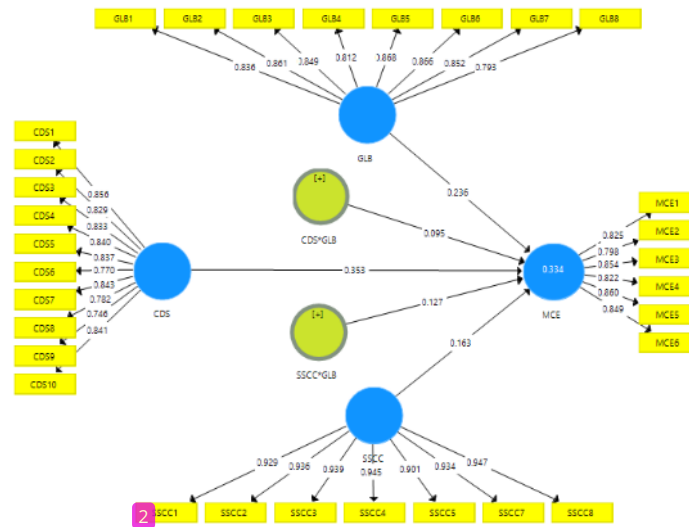 GLB1 GLB2 GLB3 GLB4 GLB5 GLB6 GLB7 GLB8
0.836 0.861 0.849 0.812 0.868 0.866 0.852 0.793
GLB
CDS1
CDS2
CDS3
CDS4
CDS5
CDS6
CDS7
CDS8
CDS9
CDS10
0.856
0.829
0.833
0.840
0.837
0.770
0.843
0.782
0.746
0.841
CDS
[+]
CDS*GLB
0.236
0.095
0.353
0.127
0.163
[+]
SSCC*GLB
0.334
MCE
0.825
0.798
0.854
0.822
0.860
0.849
MCE1
MCE2
MCE3
MCE4
MCE5
MCE6
SSCC
0.929 0.936 0.939 0.945 0.901 0.934 0.947
2 SSCC1 SSCC2 SSCC3 SSCC4 SSCC5 SSCC7 SSCC8